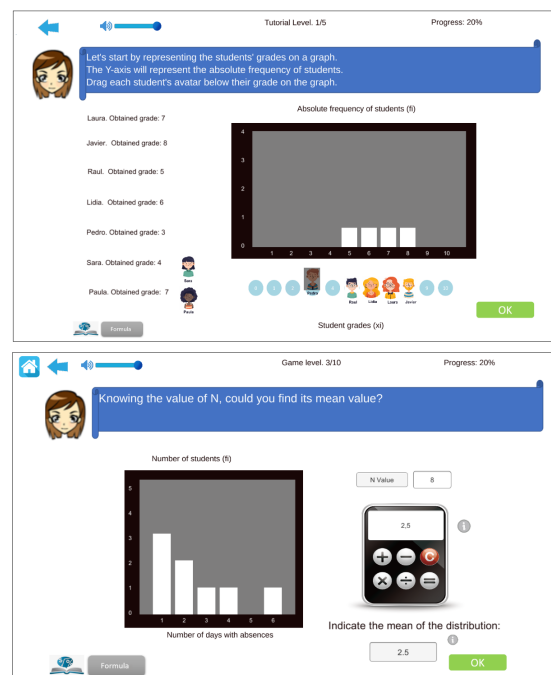 Tutorial Level. 1/5
Progress: 20%
Let's start by representing the students' grades on a graph.
The Y-axis will represent the absolute frequency of students.
Drag each student's avatar below their grade on the graph.
Absolute frequency of students (fi)
Laura. Obtained grade: 7
Javier. Obtained grade: 8
Raul. Obtained grade: 5
Lidia. Obtained grade: 6
Pedro. Obtained grade: 3
Sara. Obtained grade: 4
Sara
Paula. Obtained grade: 7
Paula
4
3
2
1
0
1 2 3 4 5 6 7 8 9 10
Raul Lidia Laura Javier
OK
Formula
Student grades (xi)
Game level. 3/10
Progress: 20%
Knowing the value of N, could you find its mean value?
Number of students (fi)
5
4
3
2
1
0
1 2 3 4 5 6
Number of days with absences
N Value 8
2,5
+ − C
× ÷ =
Indicate the mean of the distribution:
2.5
OK
Formula